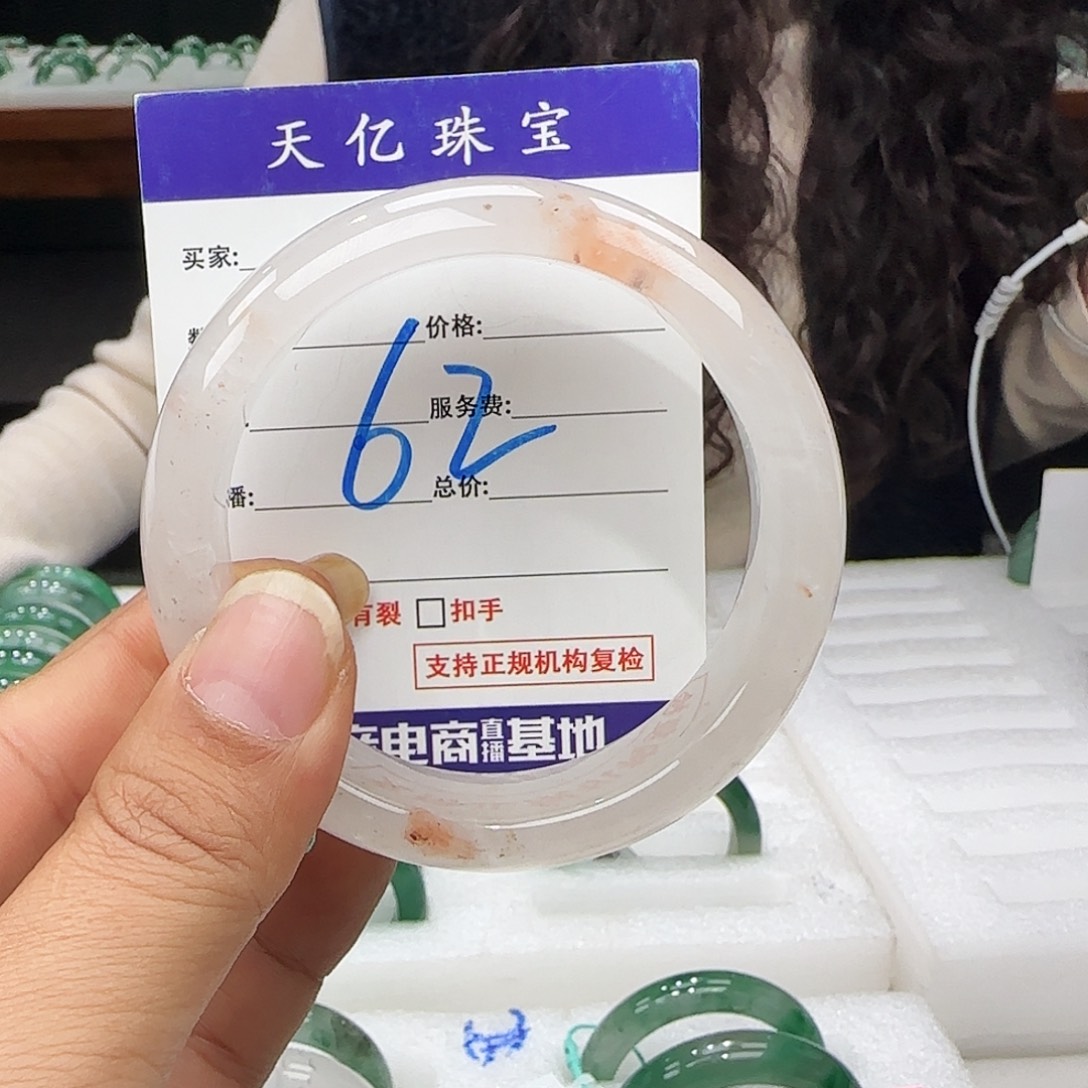 天亿珠宝
买家:
价格:
62
服务费:
播: 总价:
有裂 □扣手
支持正规机构复检
电商直播基地